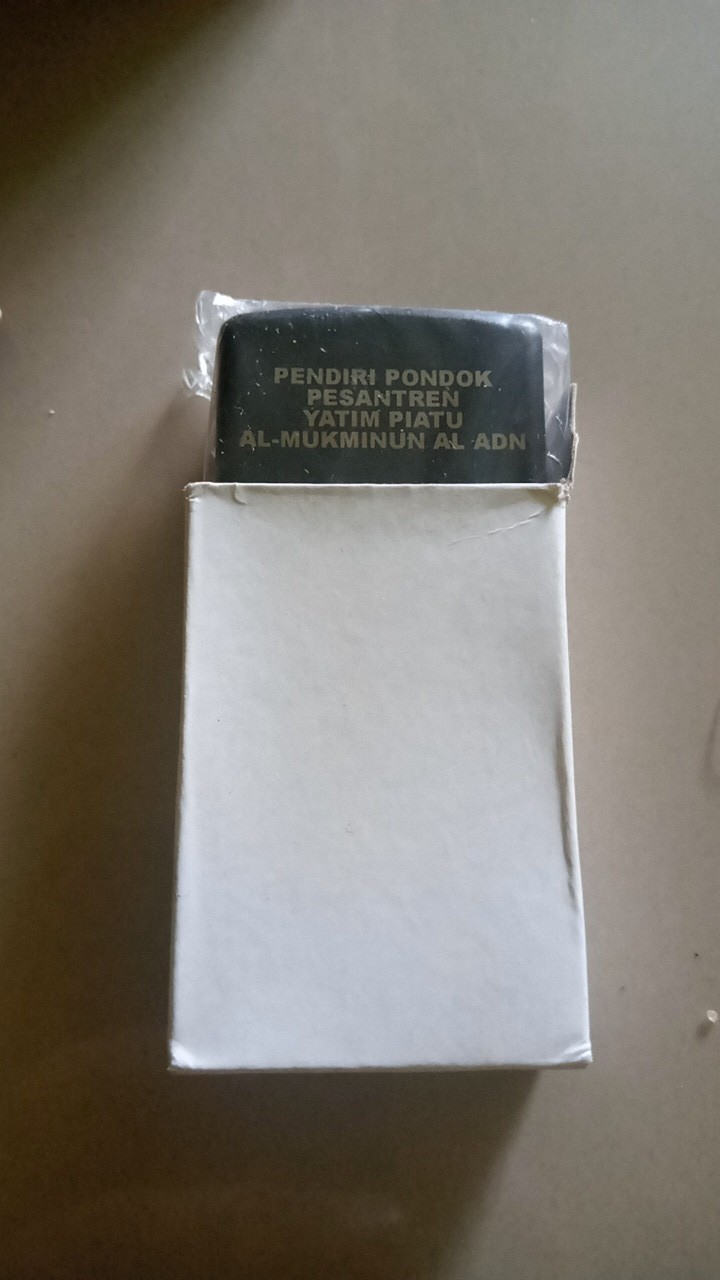 PENDIRI PONDOK
PESANTREN
YATIM PIATU
AL-MUKMINUN AL ADN